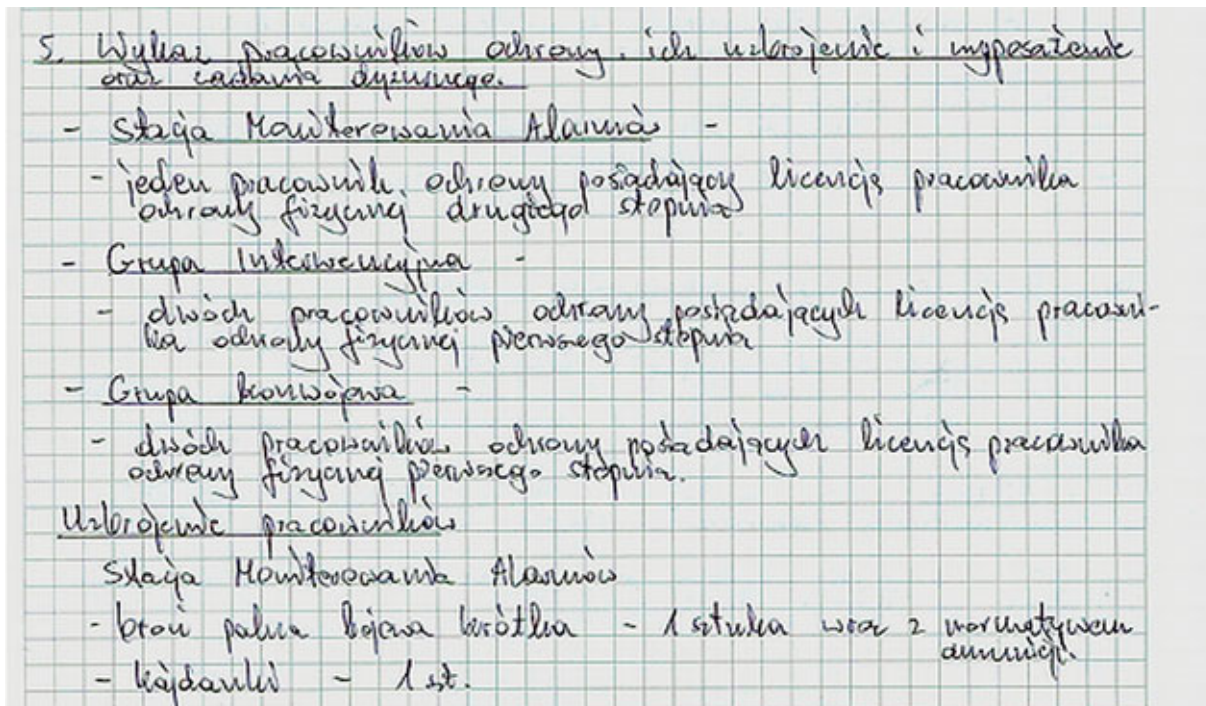 5. Wykaz pracowników ochrony, ich uzbrojenie i wyposażenie
oraz zadania dyżurnego.
- Stacja Monitorowania Alarmów -
- jeden pracownik ochrony posiadający licencję pracownika
ochrony fizycznej drugiego stopnia
- Grupa Interwencyjna -
- dwóch pracowników ochrony posiadających licencję pracowni-
ka ochrony fizycznej pierwszego stopnia
- Grupa konwojowa -
- dwóch pracowników ochrony posiadających licencję pracownika
ochrony fizycznej pierwszego stopnia.
Uzbrojenie pracowników
Stacja Monitorowania Alarmów
- broń palna bojowa krótka - 1 sztuka wraz z normatywem
amunicji.
- kajdanki - 1 szt.